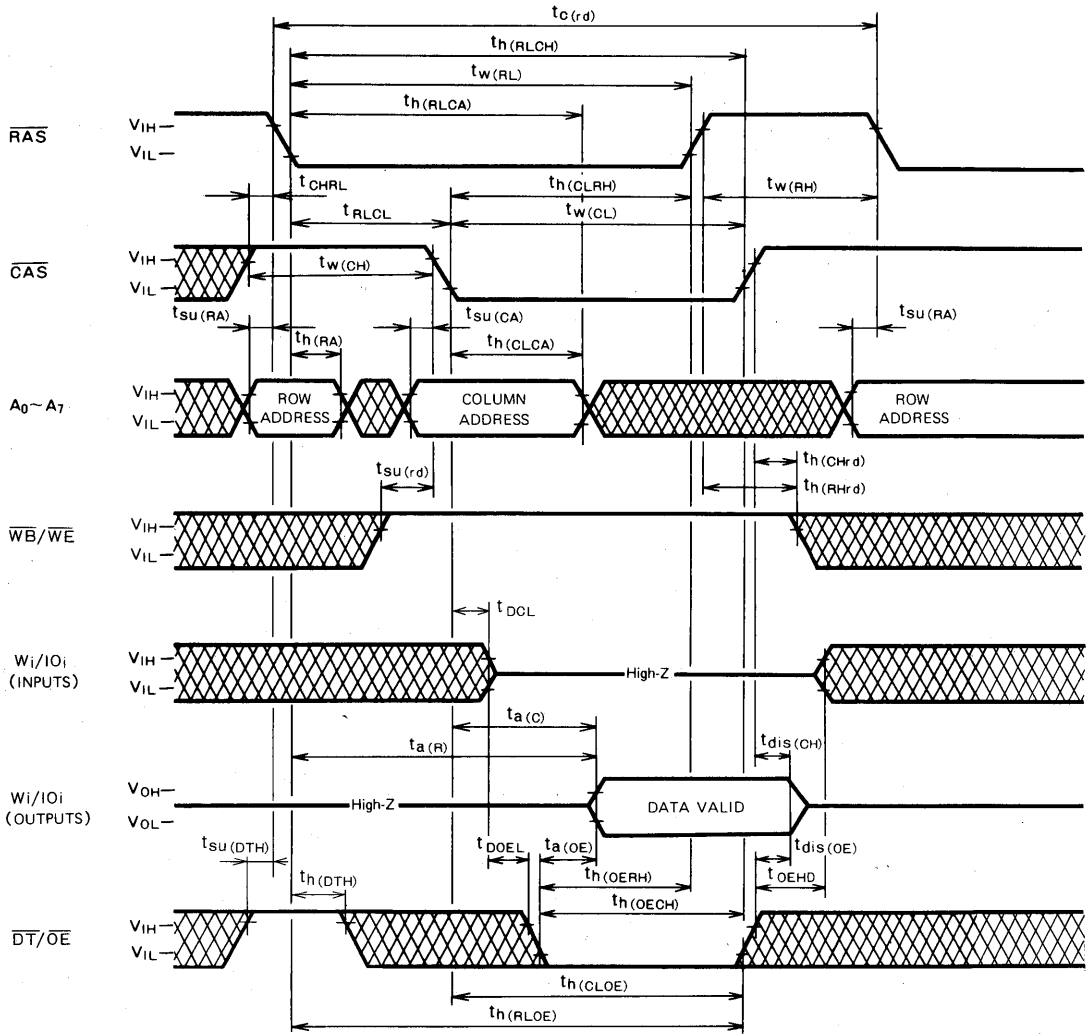 tC(rd)
th(RLCH)
tw(RL)
th(RLCA)
RAS
VIH
VIL
tCHRL
th(CLRH)
tw(RH)
tRLCL
tw(CL)
CAS
VIH
VIL
tw(CH)
tsu(RA)
tsu(CA)
tsu(RA)
th(RA)
th(CLCA)
A0~A7
VIH
VIL
ROW
ADDRESS
COLUMN
ADDRESS
ROW
ADDRESS
tsu(rd)
th(CHrd)
th(RHrd)
WB/WE
VIH
VIL
tDCL
Wi/IOi
(INPUTS)
VIH
VIL
High-Z
ta(C)
ta(R)
tdis(CH)
Wi/IOi
(OUTPUTS)
VOH
VOL
High-Z
DATA VALID
tsu(DTH)
tDOEL
ta(OE)
tdis(OE)
th(DTH)
th(OERH)
tOEHD
th(OECH)
DT/OE
VIH
VIL
th(CLOE)
th(RLOE)